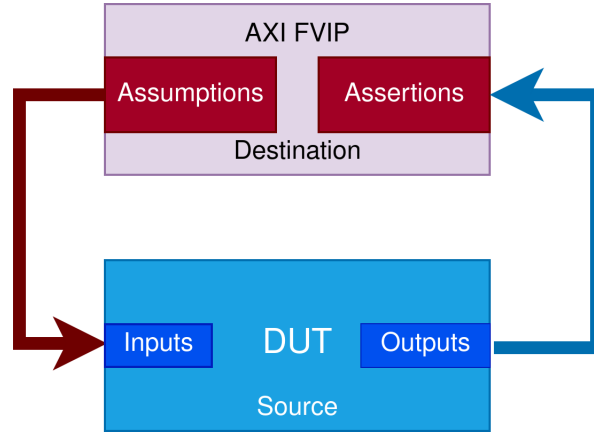 AXI FVIP
Assumptions
Assertions
Destination
Inputs
DUT
Outputs
Source